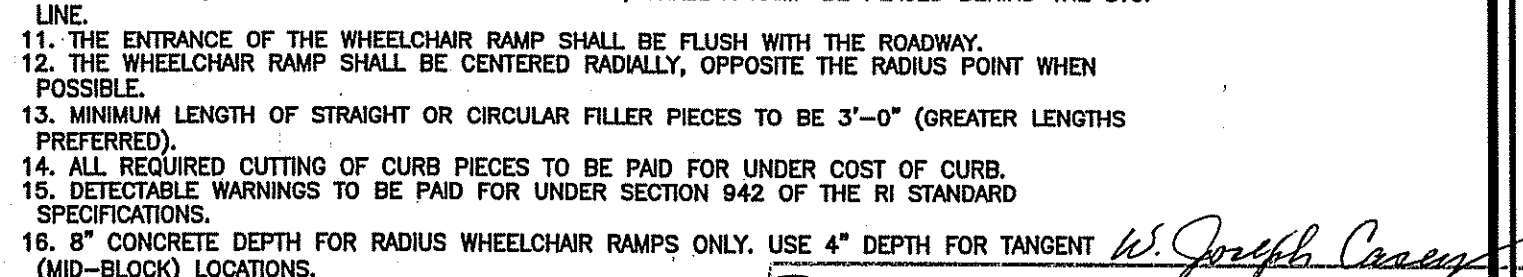 LINE.
11. THE ENTRANCE OF THE WHEELCHAIR RAMP SHALL BE FLUSH WITH THE ROADWAY.
12. THE WHEELCHAIR RAMP SHALL BE CENTERED RADIALLY, OPPOSITE THE RADIUS POINT WHEN
POSSIBLE.
13. MINIMUM LENGTH OF STRAIGHT OR CIRCULAR FILLER PIECES TO BE 3'-0" (GREATER LENGTHS
PREFERRED).
14. ALL REQUIRED CUTTING OF CURB PIECES TO BE PAID FOR UNDER COST OF CURB.
15. DETECTABLE WARNINGS TO BE PAID FOR UNDER SECTION 942 OF THE RI STANDARD
SPECIFICATIONS.
16. 8" CONCRETE DEPTH FOR RADIUS WHEELCHAIR RAMPS ONLY. USE 4" DEPTH FOR TANGENT W. Joseph
(MID-BLOCK) LOCATIONS.